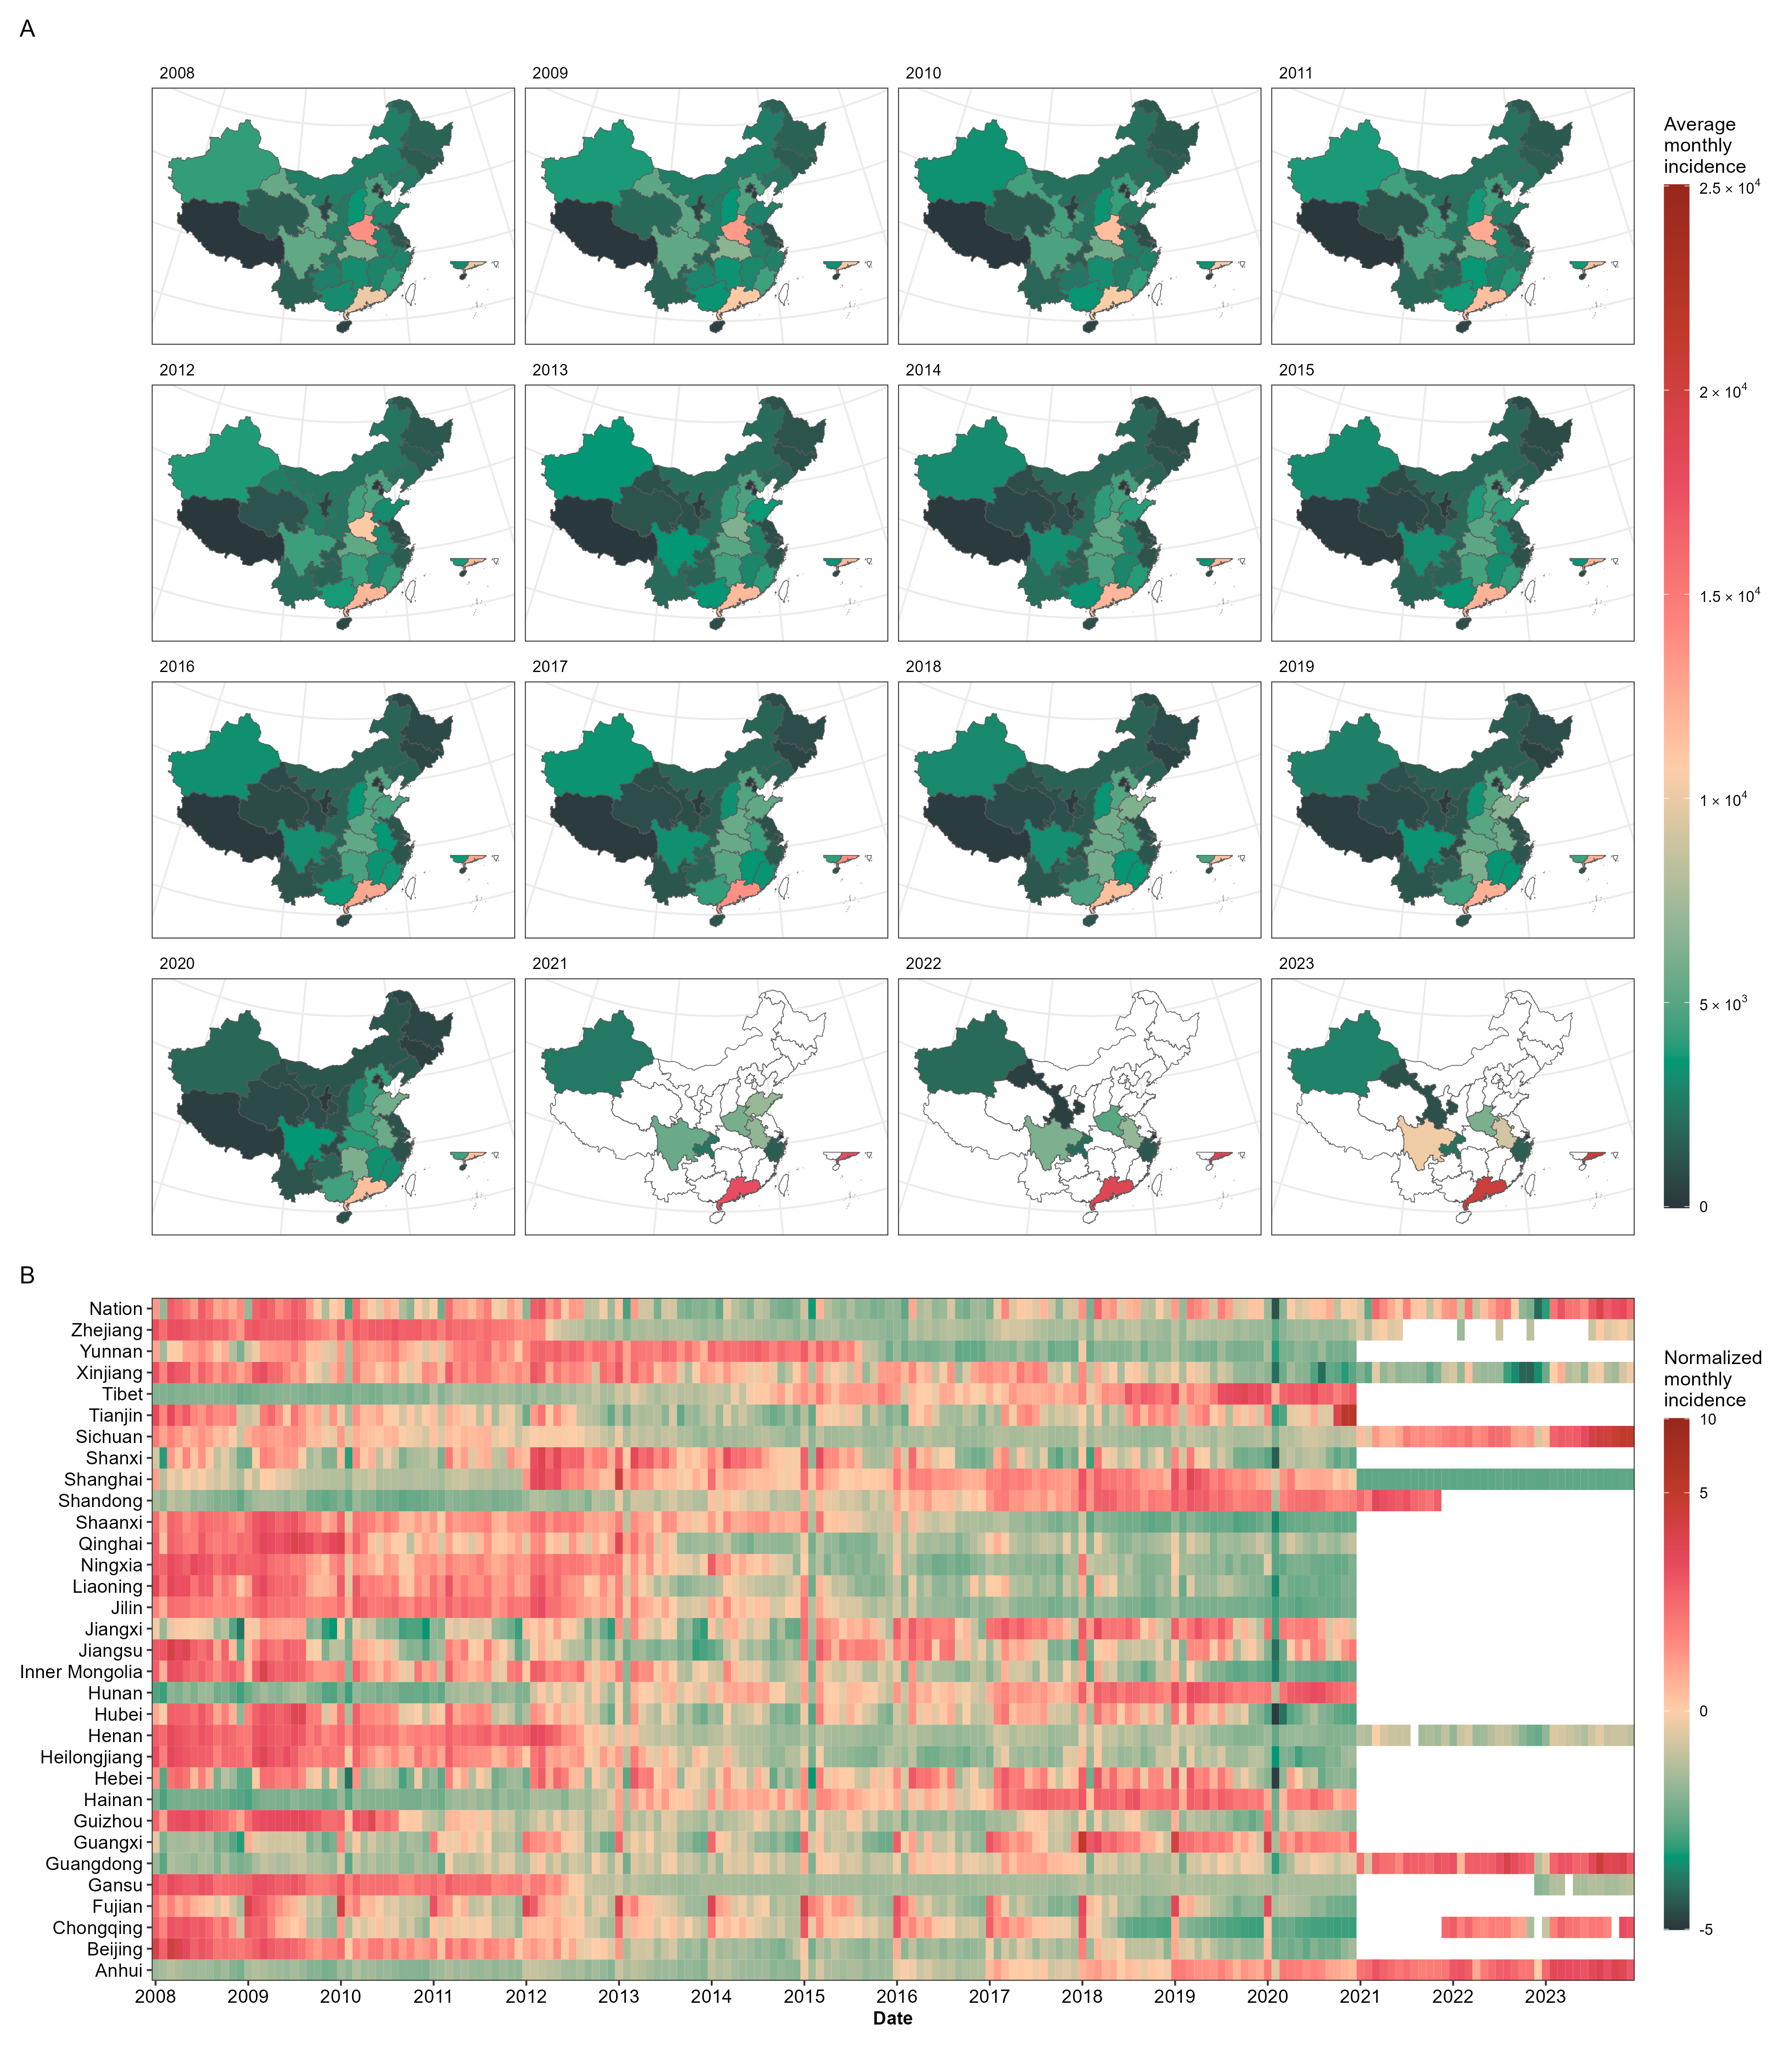 A
2008
2009
2010
2011
Average
monthly
incidence
2.5 × 10⁴
2 × 10⁴
1.5 × 10⁴
1 × 10⁴
5 × 10³
0
2012
2013
2014
2015
2016
2017
2018
2019
2020
2021
2022
2023
B
Nation
Zhejiang
Yunnan
Xinjiang
Tibet
Tianjin
Sichuan
Shanxi
Shanghai
Shandong
Shaanxi
Qinghai
Ningxia
Liaoning
Jilin
Jiangxi
Jiangsu
Inner Mongolia
Hunan
Hubei
Henan
Heilongjiang
Hebei
Hainan
Guizhou
Guangxi
Guangdong
Gansu
Fujian
Chongqing
Beijing
Anhui
Normalized
monthly
incidence
10
5
0
-5
2008 2009 2010 2011 2012 2013 2014 2015 2016 2017 2018 2019 2020 2021 2022 2023
Date